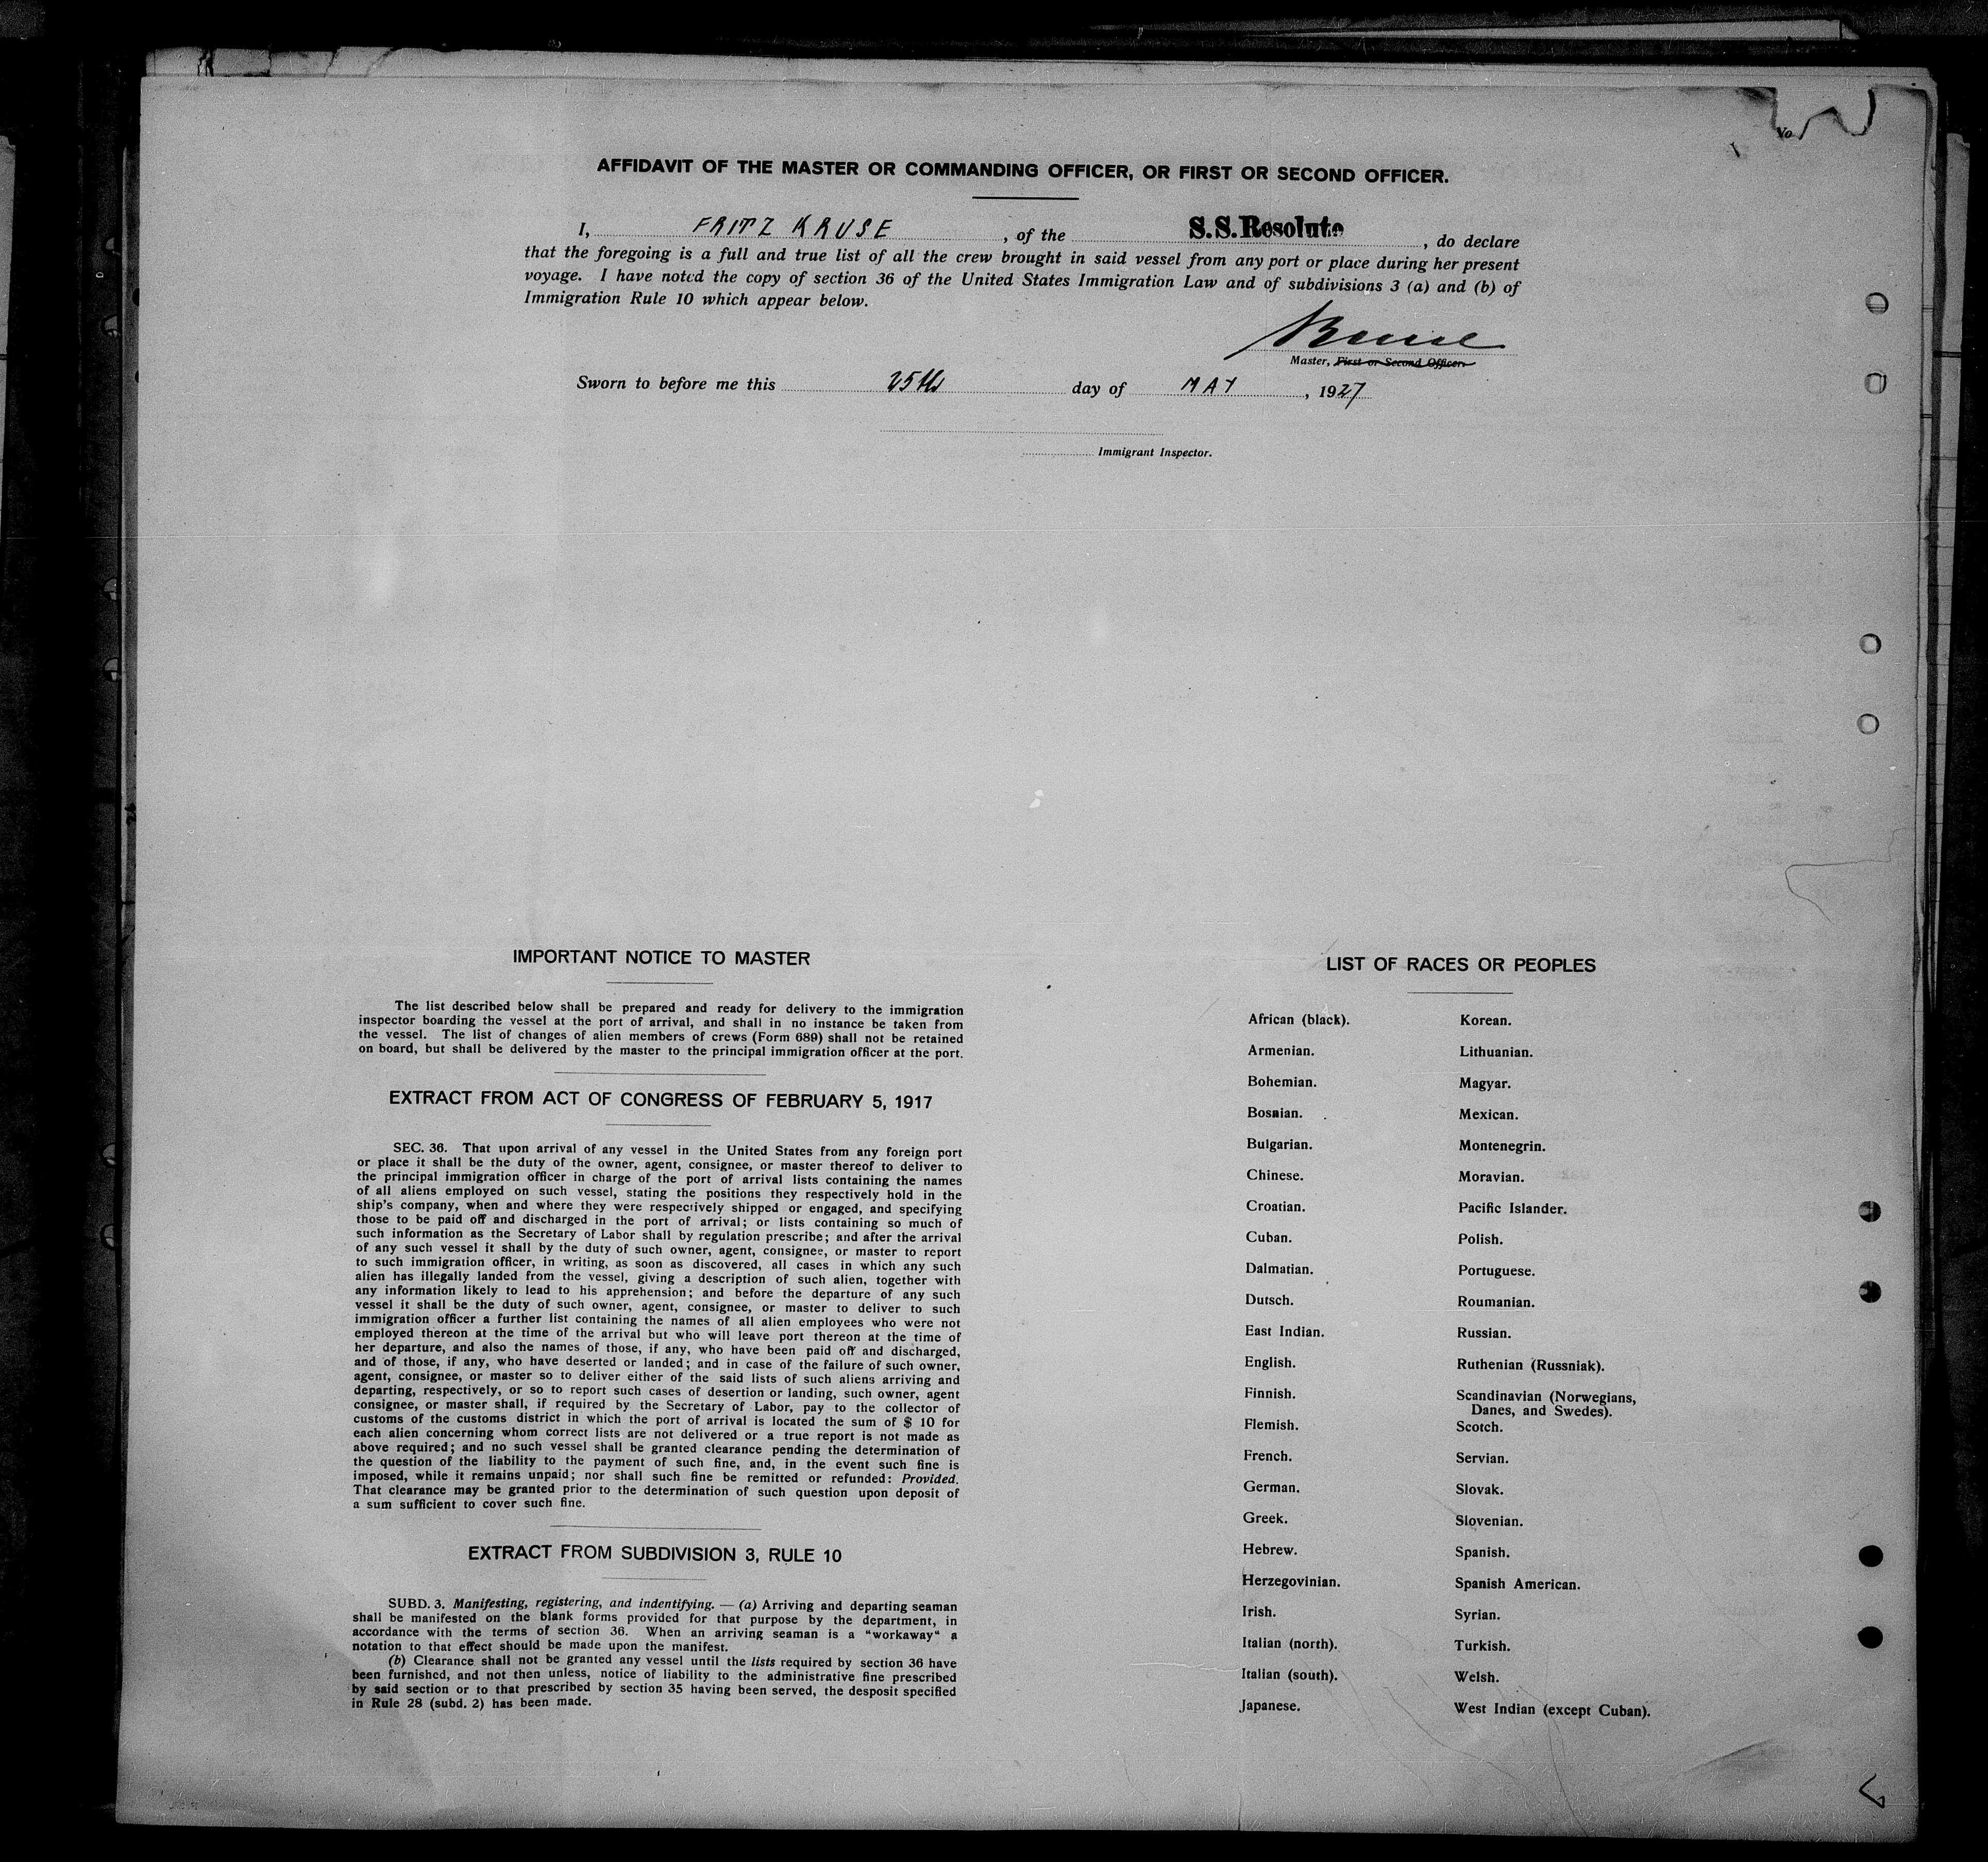 Vo
AFFIDAVIT OF THE MASTER OR COMMANDING OFFICER, OR FIRST OR SECOND OFFICER.
I, FRITZ KRUSE, of the S.S. Resolute, do declare
that the foregoing is a full and true list of all the crew brought in said vessel from any port or place during her present
voyage. I have noted the copy of section 36 of the United States Immigration Law and of subdivisions 3 (a) and (b) of
Immigration Rule 10 which appear below.
Kruse
Master, First or Second Officer.
Sworn to before me this 25th day of MAY, 1927
Immigrant Inspector.
IMPORTANT NOTICE TO MASTER
The list described below shall be prepared and ready for delivery to the immigration
inspector boarding the vessel at the port of arrival, and shall in no instance be taken from
the vessel. The list of changes of alien members of crews (Form 689) shall not be retained
on board, but shall be delivered by the master to the principal immigration officer at the port.
EXTRACT FROM ACT OF CONGRESS OF FEBRUARY 5, 1917
SEC. 36. That upon arrival of any vessel in the United States from any foreign port
or place it shall be the duty of the owner, agent, consignee, or master thereof to deliver to
the principal immigration officer in charge of the port of arrival lists containing the names
of all aliens employed on such vessel, stating the positions they respectively hold in the
ship's company, when and where they were respectively shipped or engaged, and specifying
those to be paid off and discharged in the port of arrival; or lists containing so much of
such information as the Secretary of Labor shall by regulation prescribe; and after the arrival
of any such vessel it shall by the duty of such owner, agent, consignee, or master to report
to such immigration officer, in writing, as soon as discovered, all cases in which any such
alien has illegally landed from the vessel, giving a description of such alien, together with
any information likely to lead to his apprehension; and before the departure of any such
vessel it shall be the duty of such owner, agent, consignee, or master to deliver to such
immigration officer a further list containing the names of all alien employees who were not
employed thereon at the time of the arrival but who will leave port thereon at the time of
her departure, and also the names of those, if any, who have been paid off and discharged,
and of those, if any, who have deserted or landed; and in case of the failure of such owner,
agent, consignee, or master so to deliver either of the said lists of such aliens arriving and
departing, respectively, or so to report such cases of desertion or landing, such owner, agent
consignee, or master shall, if required by the Secretary of Labor, pay to the collector of
customs of the customs district in which the port of arrival is located the sum of $ 10 for
each alien concerning whom correct lists are not delivered or a true report is not made as
above required; and no such vessel shall be granted clearance pending the determination of
the question of the liability to the payment of such fine, and, in the event such fine is
imposed, while it remains unpaid; nor shall such fine be remitted or refunded: Provided.
That clearance may be granted prior to the determination of such question upon deposit of
a sum sufficient to cover such fine.
EXTRACT FROM SUBDIVISION 3, RULE 10
SUBD. 3. Manifesting, registering, and indentifying. — (a) Arriving and departing seaman
shall be manifested on the blank forms provided for that purpose by the department, in
accordance with the terms of section 36. When an arriving seaman is a "workaway" a
notation to that effect should be made upon the manifest.
(b) Clearance shall not be granted any vessel until the lists required by section 36 have
been furnished, and not then unless, notice of liability to the administrative fine prescribed
by said section or to that prescribed by section 35 having been served, the desposit specified
in Rule 28 (subd. 2) has been made.
LIST OF RACES OR PEOPLES
African (black).
Armenian.
Bohemian.
Bosnian.
Bulgarian.
Chinese.
Croatian.
Cuban.
Dalmatian.
Dutsch.
East Indian.
English.
Finnish.
Flemish.
French.
German.
Greek.
Hebrew.
Herzegovinian.
Irish.
Italian (north).
Italian (south).
Japanese.
Korean.
Lithuanian.
Magyar.
Mexican.
Montenegrin.
Moravian.
Pacific Islander.
Polish.
Portuguese.
Roumanian.
Russian.
Ruthenian (Russniak).
Scandinavian (Norwegians,
Danes, and Swedes).
Scotch.
Servian.
Slovak.
Slovenian.
Spanish.
Spanish American.
Syrian.
Turkish.
Welsh.
West Indian (except Cuban).